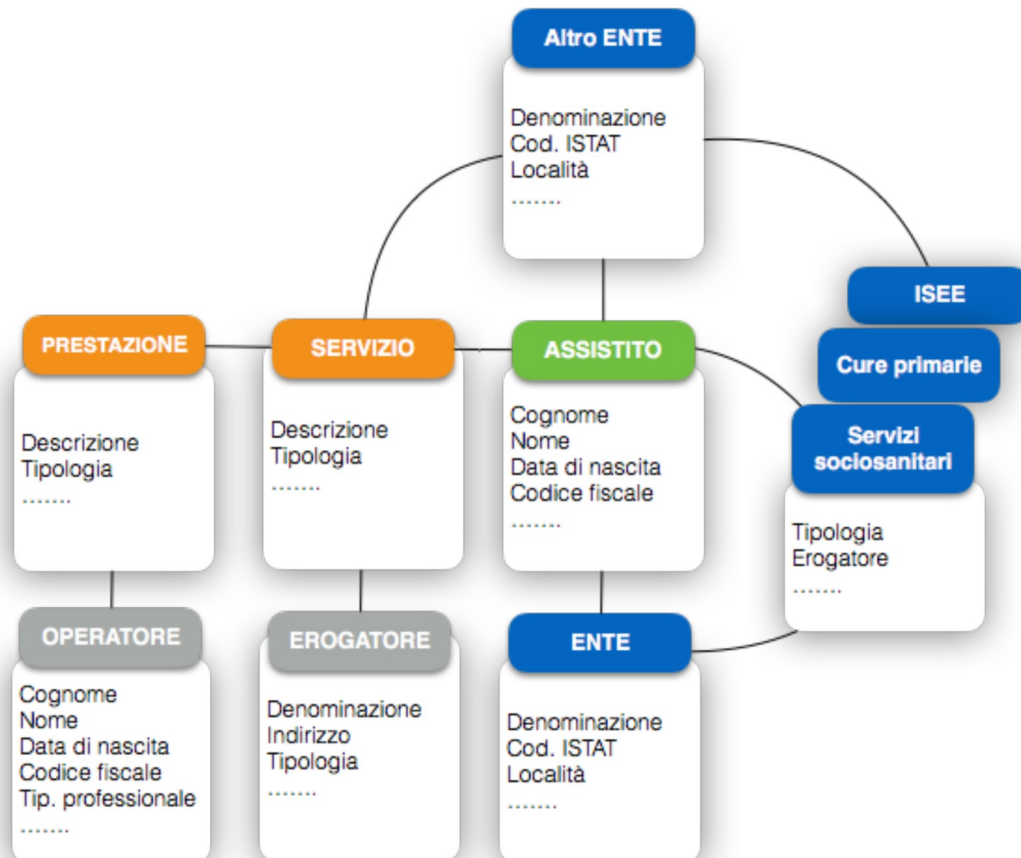 Altro ENTE
Denominazione
Cod. ISTAT
Località
.......
ISEE
Cure primarie
Servizi
sociosanitari
Tipologia
Erogatore
.......
PRESTAZIONE
Descrizione
Tipologia
.......
SERVIZIO
Descrizione
Tipologia
.......
ASSISTITO
Cognome
Nome
Data di nascita
Codice fiscale
.......
OPERATORE
Cognome
Nome
Data di nascita
Codice fiscale
Tip. professionale
.......
EROGATORE
Denominazione
Indirizzo
Tipologia
.......
ENTE
Denominazione
Cod. ISTAT
Località
.......